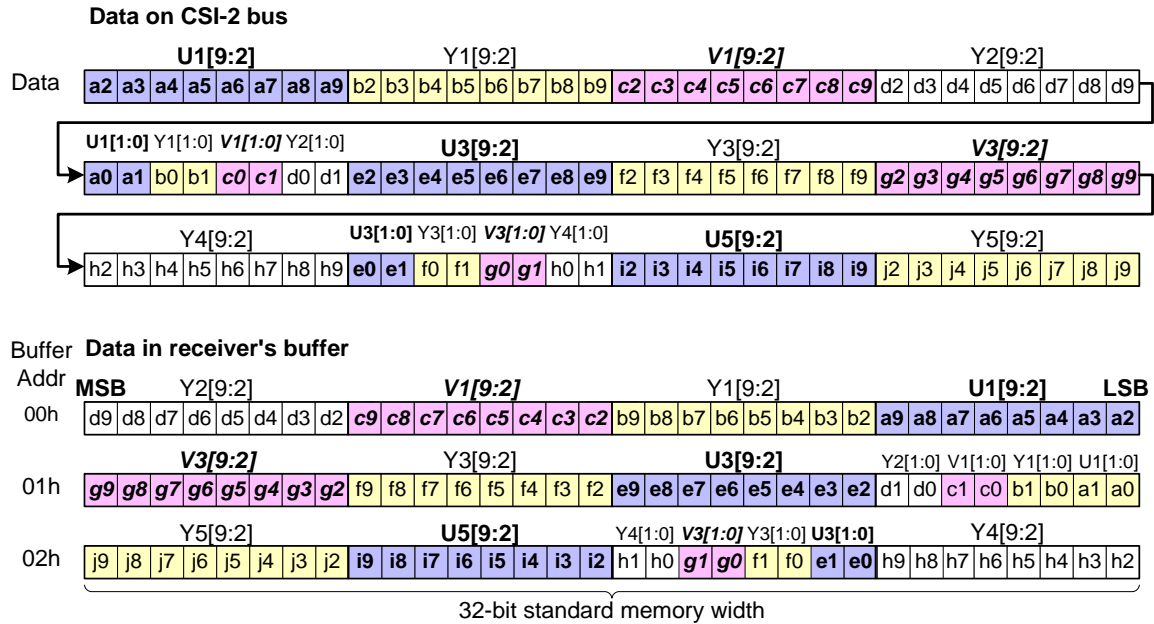 Data on CSI-2 bus
U1[9:2] Y1[9:2] V1[9:2] Y2[9:2]
Data a2 a3 a4 a5 a6 a7 a8 a9 b2 b3 b4 b5 b6 b7 b8 b9 c2 c3 c4 c5 c6 c7 c8 c9 d2 d3 d4 d5 d6 d7 d8 d9
U1[1:0] Y1[1:0] V1[1:0] Y2[1:0] U3[9:2] Y3[9:2] V3[9:2]
a0 a1 b0 b1 c0 c1 d0 d1 e2 e3 e4 e5 e6 e7 e8 e9 f2 f3 f4 f5 f6 f7 f8 f9 g2 g3 g4 g5 g6 g7 g8 g9
Y4[9:2] U3[1:0] Y3[1:0] V3[1:0] Y4[1:0] U5[9:2] Y5[9:2]
h2 h3 h4 h5 h6 h7 h8 h9 e0 e1 f0 f1 g0 g1 h0 h1 i2 i3 i4 i5 i6 i7 i8 i9 j2 j3 j4 j5 j6 j7 j8 j9
Buffer Addr
Data in receiver's buffer
MSB Y2[9:2] V1[9:2] Y1[9:2] U1[9:2] LSB
00h d9 d8 d7 d6 d5 d4 d3 d2 c9 c8 c7 c6 c5 c4 c3 c2 b9 b8 b7 b6 b5 b4 b3 b2 a9 a8 a7 a6 a5 a4 a3 a2
V3[9:2] Y3[9:2] U3[9:2] Y2[1:0] V1[1:0] Y1[1:0] U1[1:0]
01h g9 g8 g7 g6 g5 g4 g3 g2 f9 f8 f7 f6 f5 f4 f3 f2 e9 e8 e7 e6 e5 e4 e3 e2 d1 d0 c1 c0 b1 b0 a1 a0
Y5[9:2] U5[9:2] Y4[1:0] V3[1:0] Y3[1:0] U3[1:0] Y4[9:2]
02h j9 j8 j7 j6 j5 j4 j3 j2 i9 i8 i7 i6 i5 i4 i3 i2 h1 h0 g1 g0 f1 f0 e1 e0 h9 h8 h7 h6 h5 h4 h3 h2
32-bit standard memory width